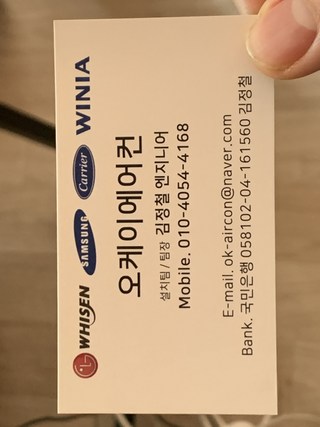 LG WHISEN SAMSUNG Carrier WINIA
오케이에어컨
설치팀 / 팀장 김정철 엔지니어
Mobile. 010-4054-4168
E-mail. ok-aircon@naver.com
Bank. 국민은행 058102-04-161560 김정철